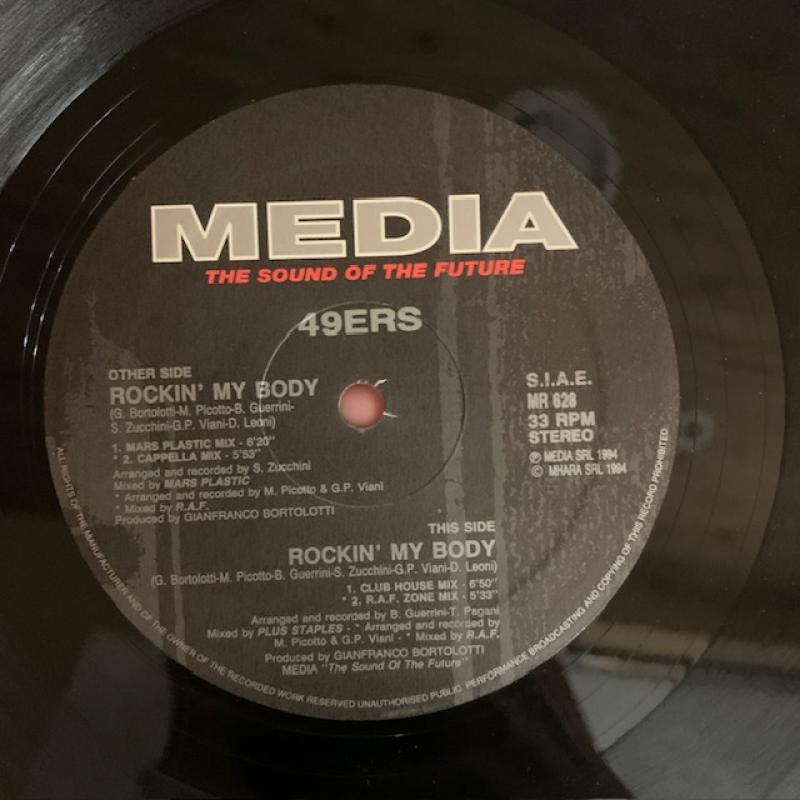 MEDIA
THE SOUND OF THE FUTURE
49ERS
OTHER SIDE
ROCKIN' MY BODY
(G. Bortolotti-M. Picotto-B. Guerrini-
S. Zucchini-G.P. Viani-D. Leoni)
1. MARS PLASTIC MIX - 6'20"
* 2. CAPPELLA MIX - 5'53"
Arranged and recorded by S. Zucchini
Mixed by MARS PLASTIC
* Arranged and recorded by M. Picotto & G.P. Viani
* Mixed by R.A.F.
Produced by GIANFRANCO BORTOLOTTI
S.I.A.E.
MR 626
33 RPM
STEREO
℗ MEDIA SRL 1994
© MHARA SRL 1994
THIS SIDE
ROCKIN' MY BODY
(G. Bortolotti-M. Picotto-B. Guerrini-S. Zucchini-G.P. Viani-D. Leoni)
1. CLUB HOUSE MIX - 6'50"
* 2. R.A.F. ZONE MIX - 5'33"
Arranged and recorded by B. Guerrini-T. Pagani
Mixed by PLUS STAPLES - * Arranged and recorded by
M. Picotto & G.P. Viani - * Mixed by R.A.F.
Produced by GIANFRANCO BORTOLOTTI
MEDIA "The Sound Of The Future"
ALL RIGHTS OF THE MANUFACTURER AND OF THE OWNER OF THE RECORDED WORK RESERVED UNAUTHORISED PUBLIC PERFORMANCE BROADCASTING AND COPYING OF THIS RECORD PROHIBITED